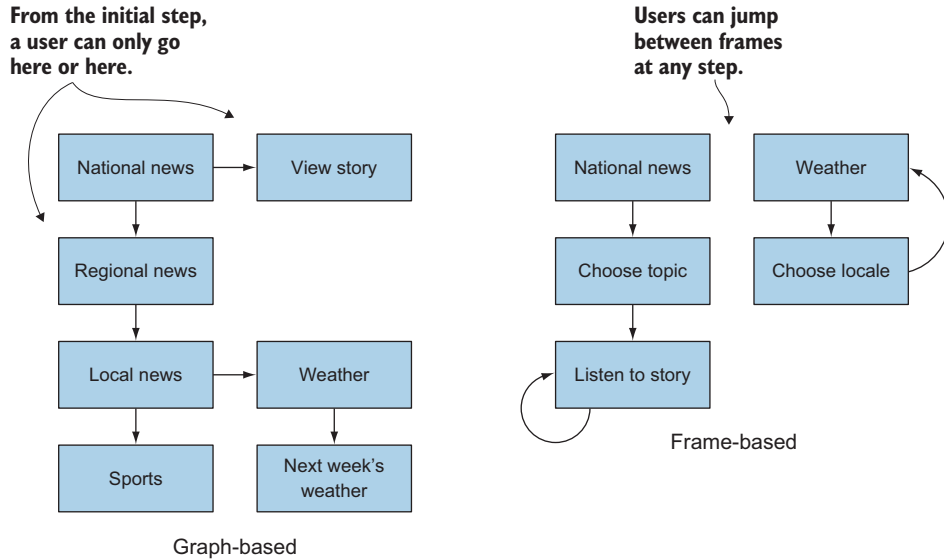 From the initial step,
a user can only go
here or here.
National news
View story
Regional news
Local news
Weather
Sports
Next week's
weather
Graph-based
Users can jump
between frames
at any step.
National news
Weather
Choose topic
Choose locale
Listen to story
Frame-based